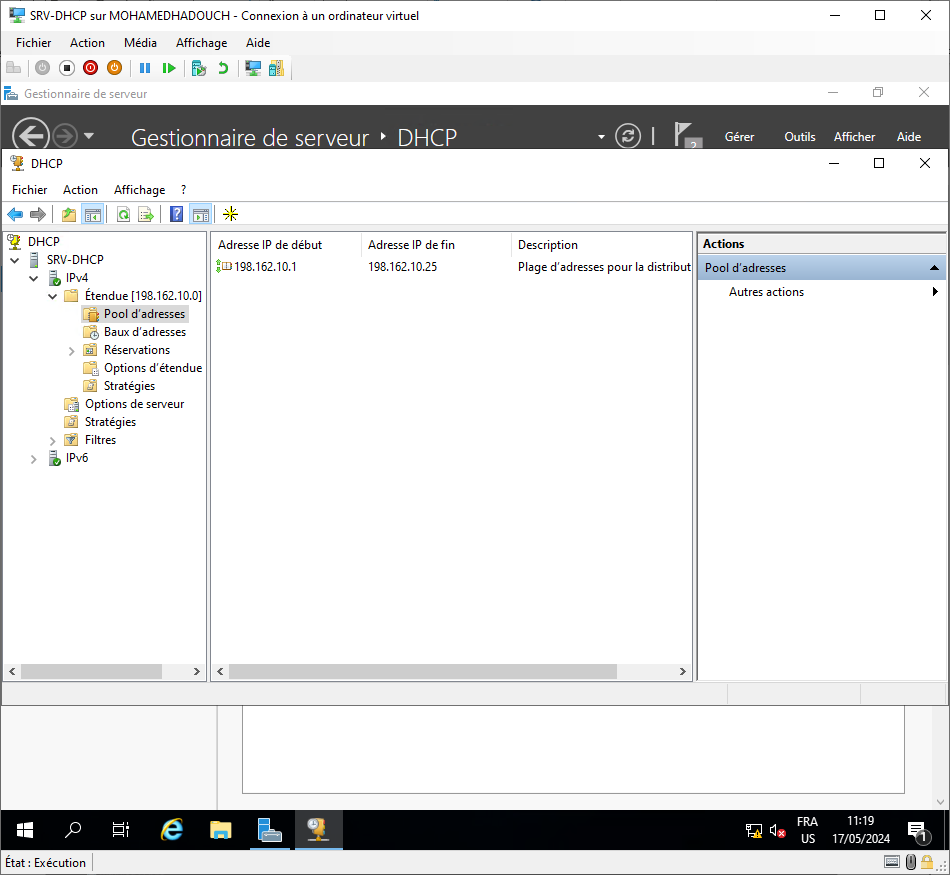 SRV-DHCP sur MOHAMEDHADOUCH - Connexion à un ordinateur virtuel
Fichier Action Média Affichage Aide
Gestionnaire de serveur
Gestionnaire de serveur DHCP Gérer Outils Afficher Aide
DHCP
Fichier Action Affichage ?
DHCP
SRV-DHCP
IPv4
Étendue [198.162.10.0]
Pool d'adresses
Baux d'adresses
Réservations
Options d'étendue
Stratégies
Options de serveur
Stratégies
Filtres
IPv6
Adresse IP de début Adresse IP de fin Description
198.162.10.1 198.162.10.25 Plage d'adresses pour la distribut
Actions
Pool d'adresses
Autres actions
FRA
US
11:19
17/05/2024
1
État : Exécution